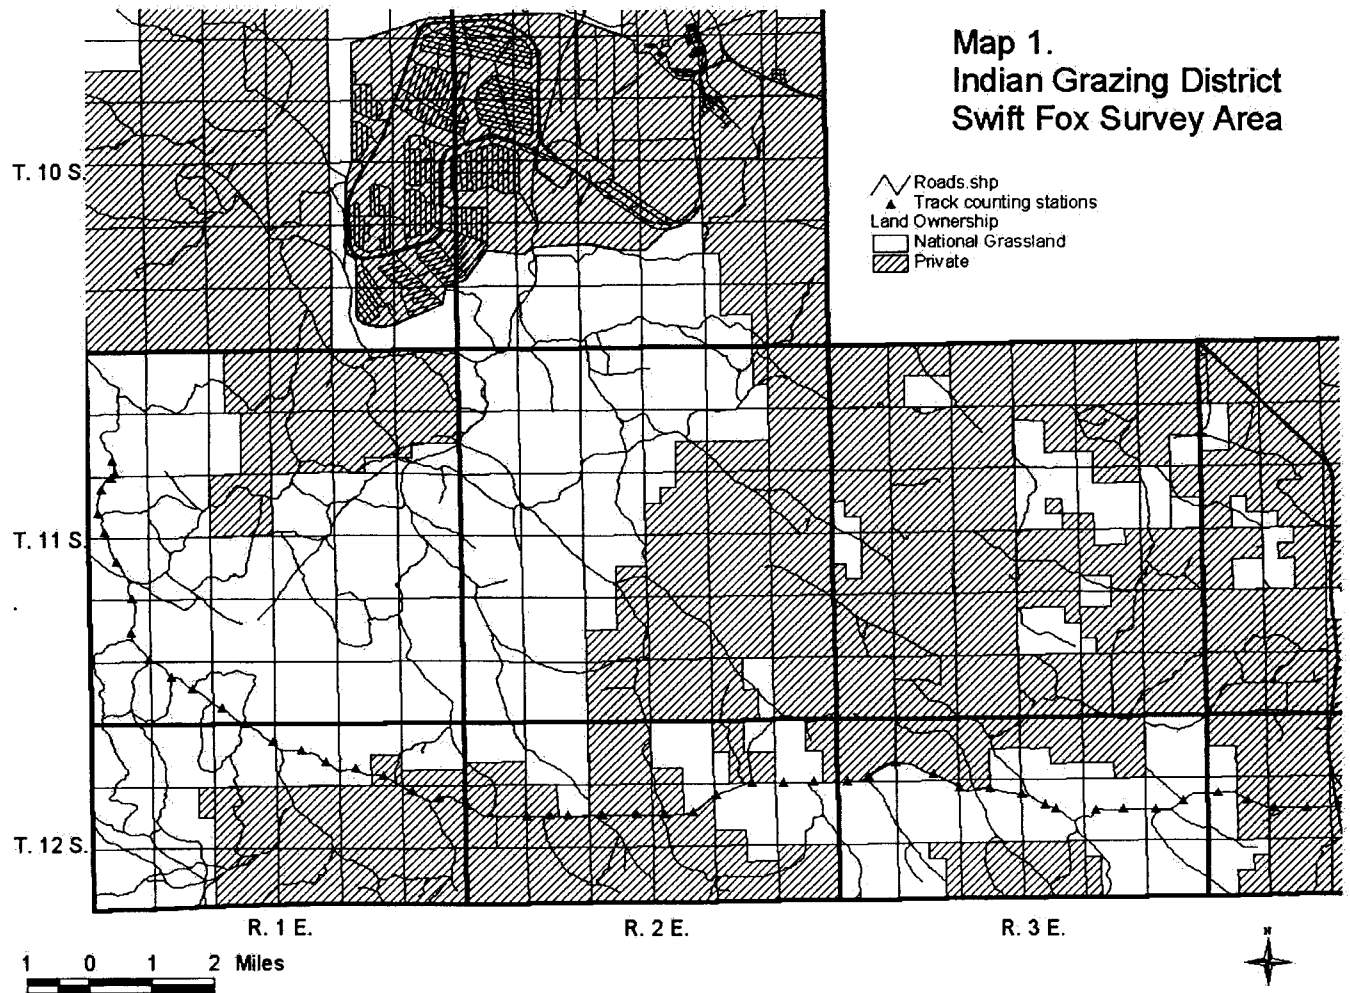 Map 1.
Indian Grazing District
Swift Fox Survey Area
Roads.shp
Track counting stations
Land Ownership
National Grassland
Private
T. 10 S.
T. 11 S.
T. 12 S.
R. 1 E.
R. 2 E.
R. 3 E.
1 0 1 2 Miles
N